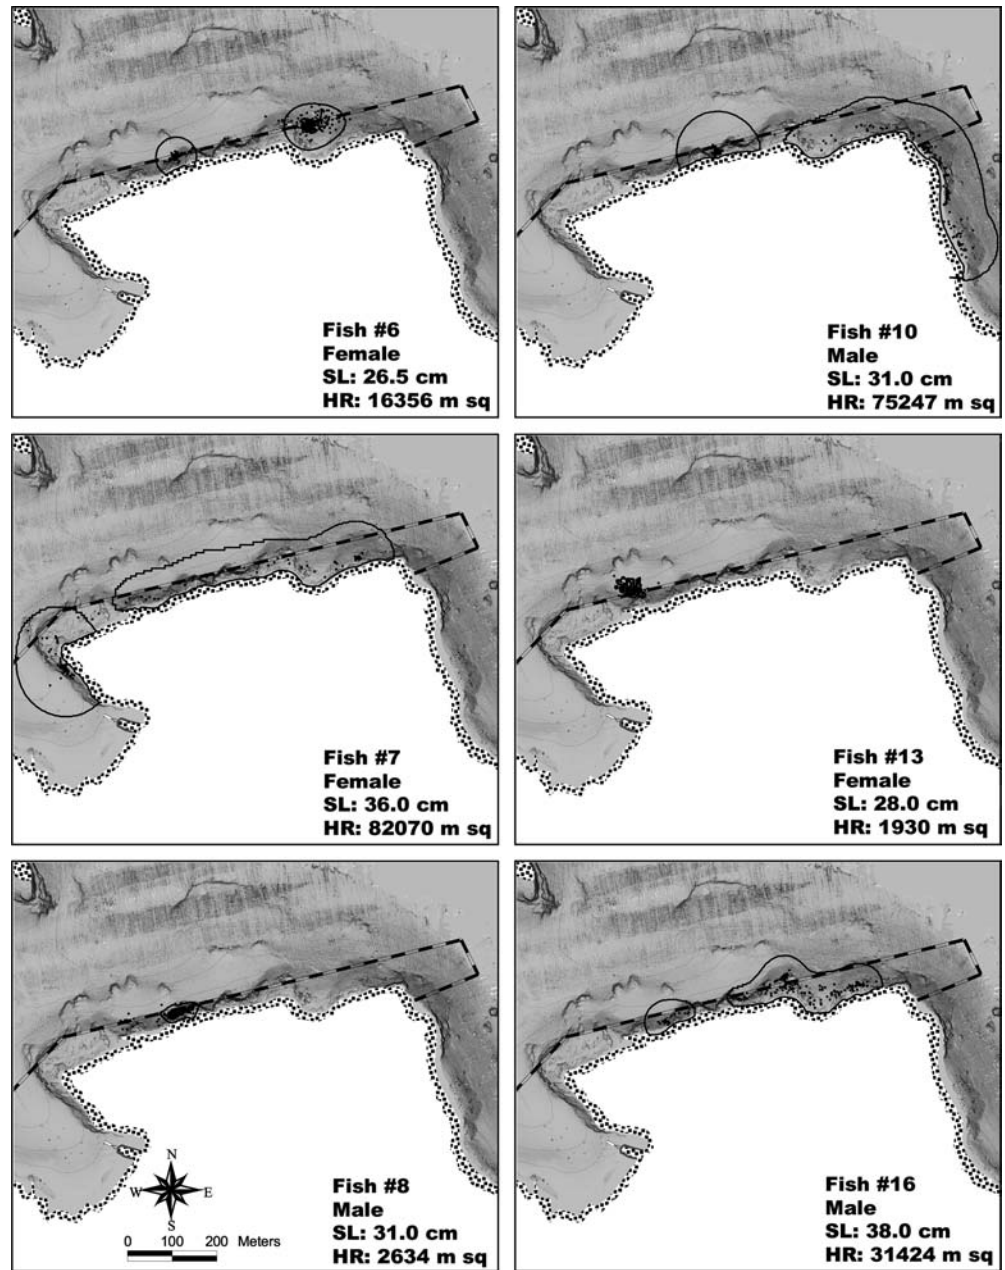 Fish #6
Female
SL: 26.5 cm
HR: 16356 m sq
Fish #10
Male
SL: 31.0 cm
HR: 75247 m sq
Fish #7
Female
SL: 36.0 cm
HR: 82070 m sq
Fish #13
Female
SL: 28.0 cm
HR: 1930 m sq
N
W E
S
0 100 200 Meters
Fish #8
Male
SL: 31.0 cm
HR: 2634 m sq
Fish #16
Male
SL: 38.0 cm
HR: 31424 m sq